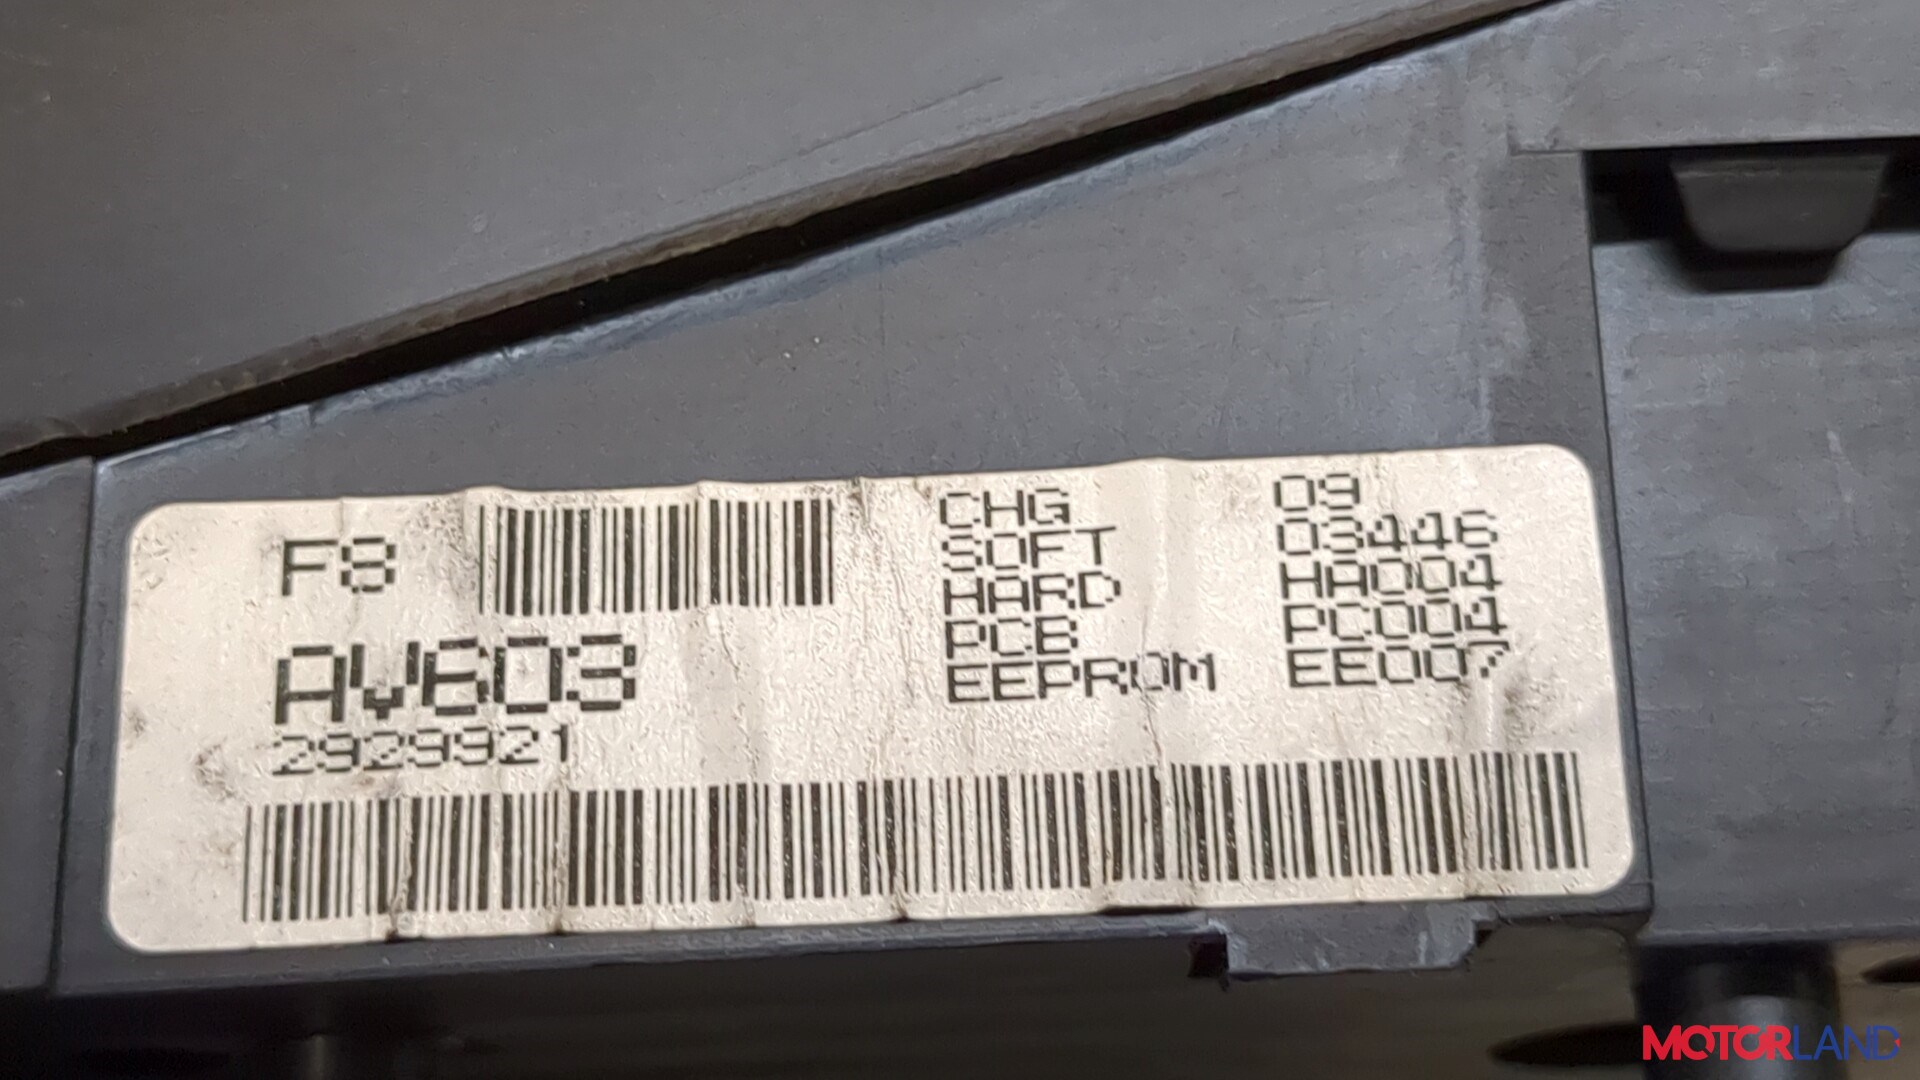 F8
AV603
2929921
CHG 09
SOFT 03446
HARD HA004
PCB PC004
EEPROM EE007
MOTORLAND